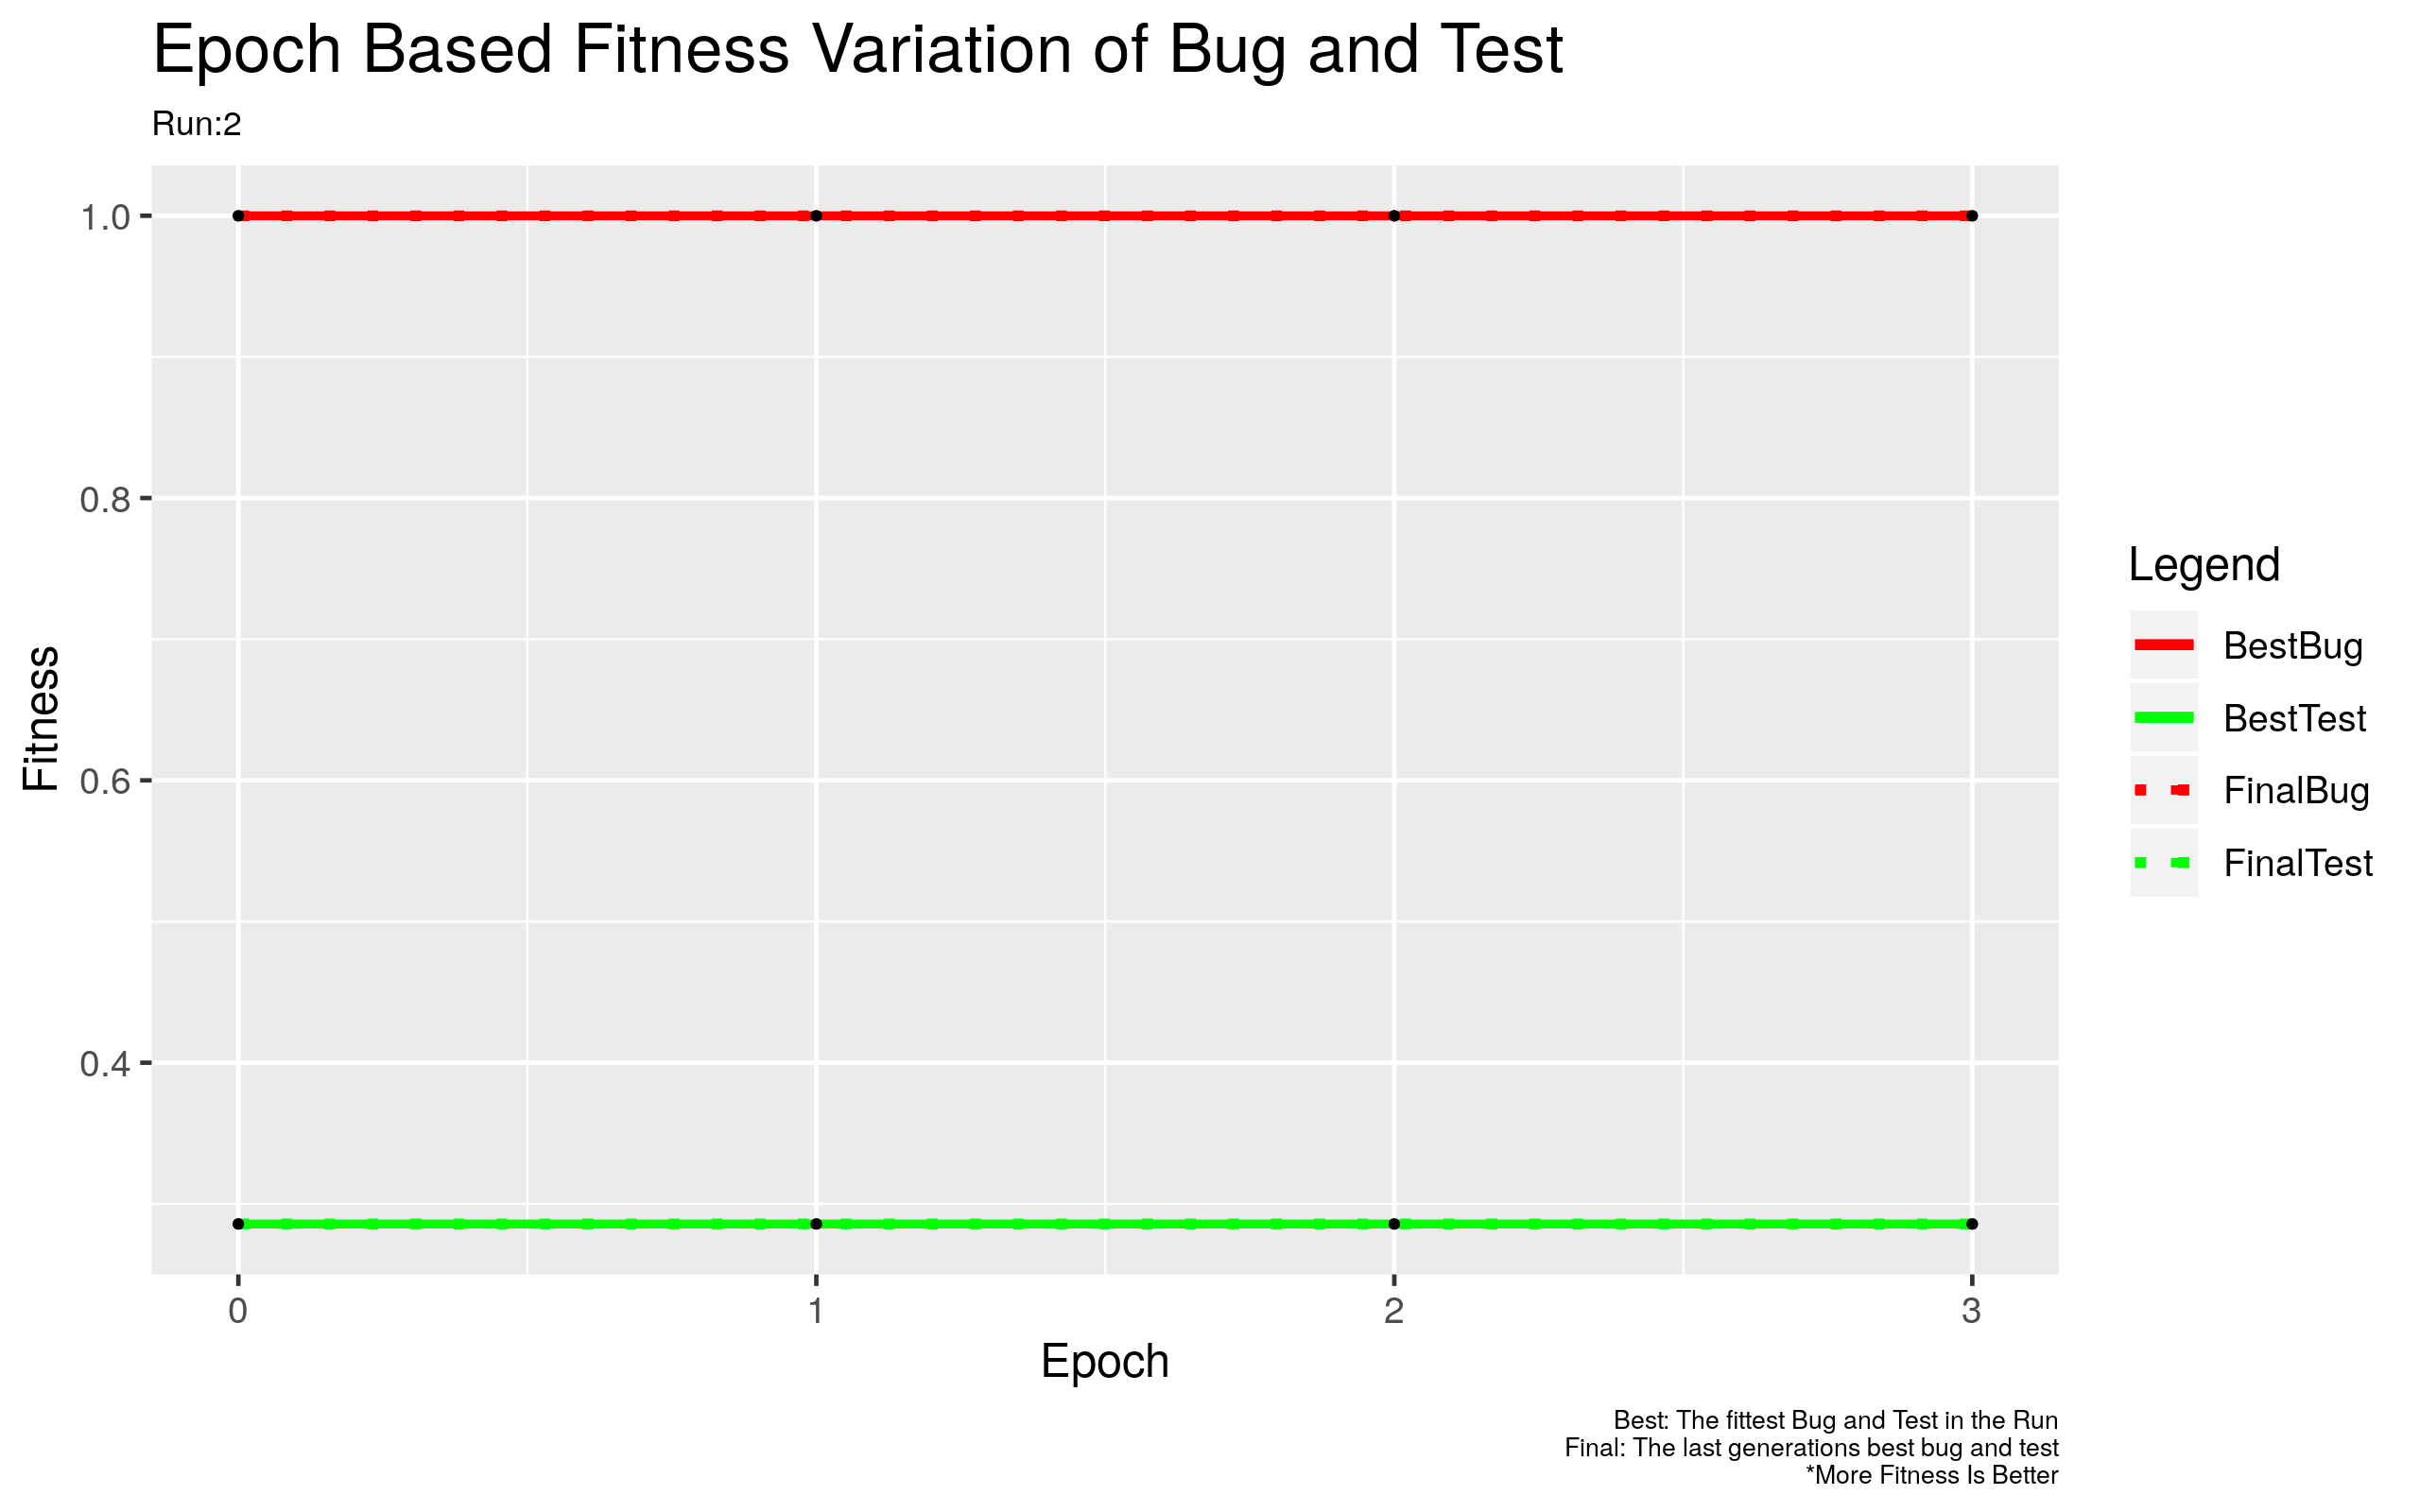 Epoch Based Fitness Variation of Bug and Test
Run:2
1.0
0.8
0.6
0.4
Fitness
0 1 2 3
Epoch
Legend
BestBug
BestTest
FinalBug
FinalTest
Best: The fittest Bug and Test in the Run
Final: The last generations best bug and test
*More Fitness Is Better